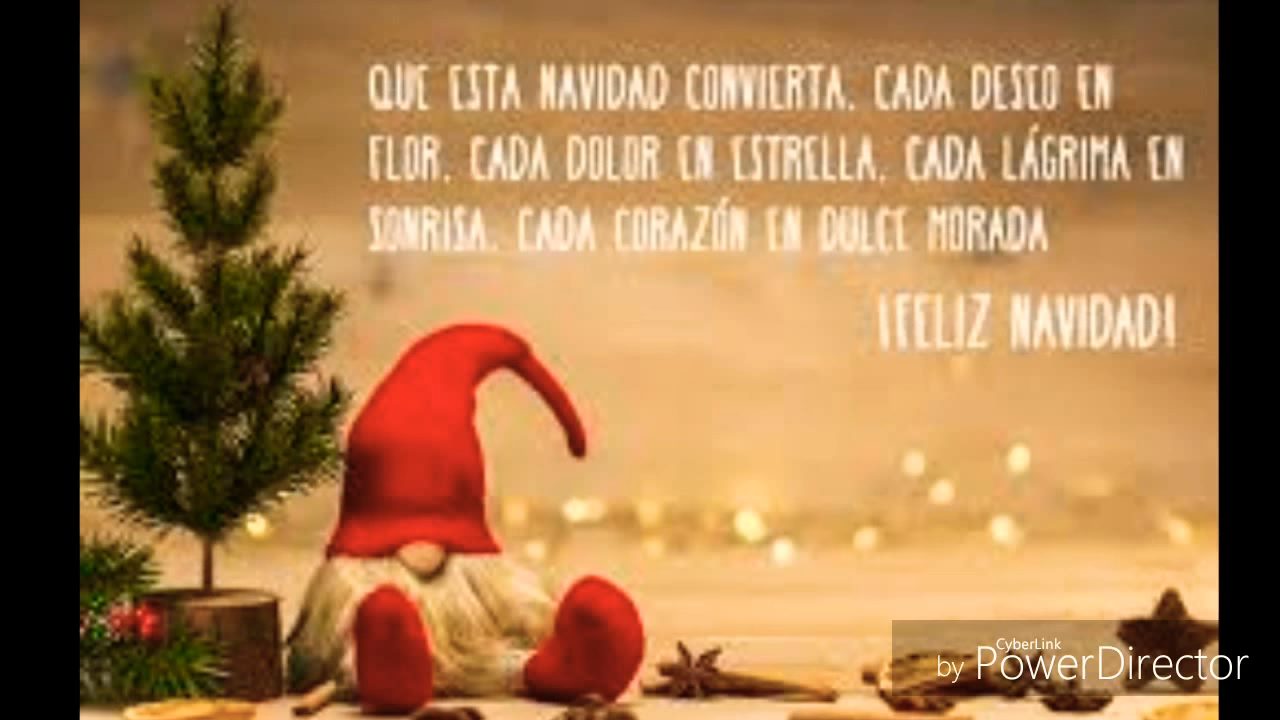 QUE ESTA NAVIDAD CONVIERTA. CADA DESEO EN
FLOR. CADA DOLOR EN ESTRELLA. CADA LÁGRIMA EN
SONRISA. CADA CORAZÓN EN DULCE MORADA
¡FELIZ NAVIDAD!
CyberLink
by PowerDirector